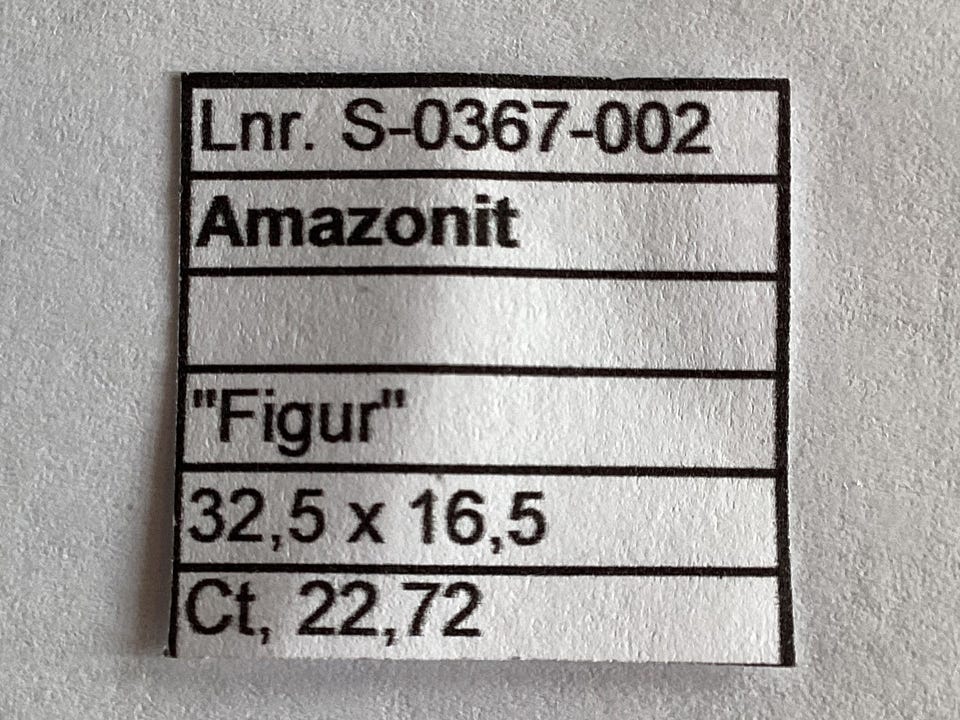 Lnr. S-0367-002
Amazonit
"Figur"
32,5 x 16,5
Ct, 22,72